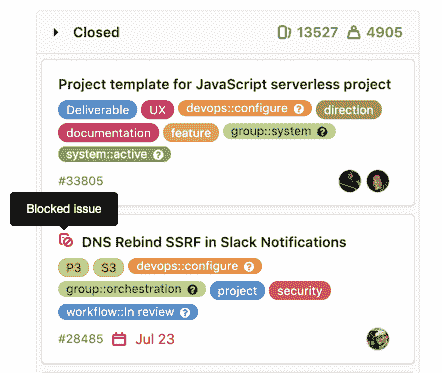 Closed 13527 4905
Project template for JavaScript serverless project
Deliverable UX devops::configure ? direction
documentation feature group::system ?
system::active ?
#33805
Blocked issue
DNS Rebind SSRF in Slack Notifications
P3 S3 devops::configure ?
group::orchestration ? project security
workflow::In review ?
#28485 Jul 23